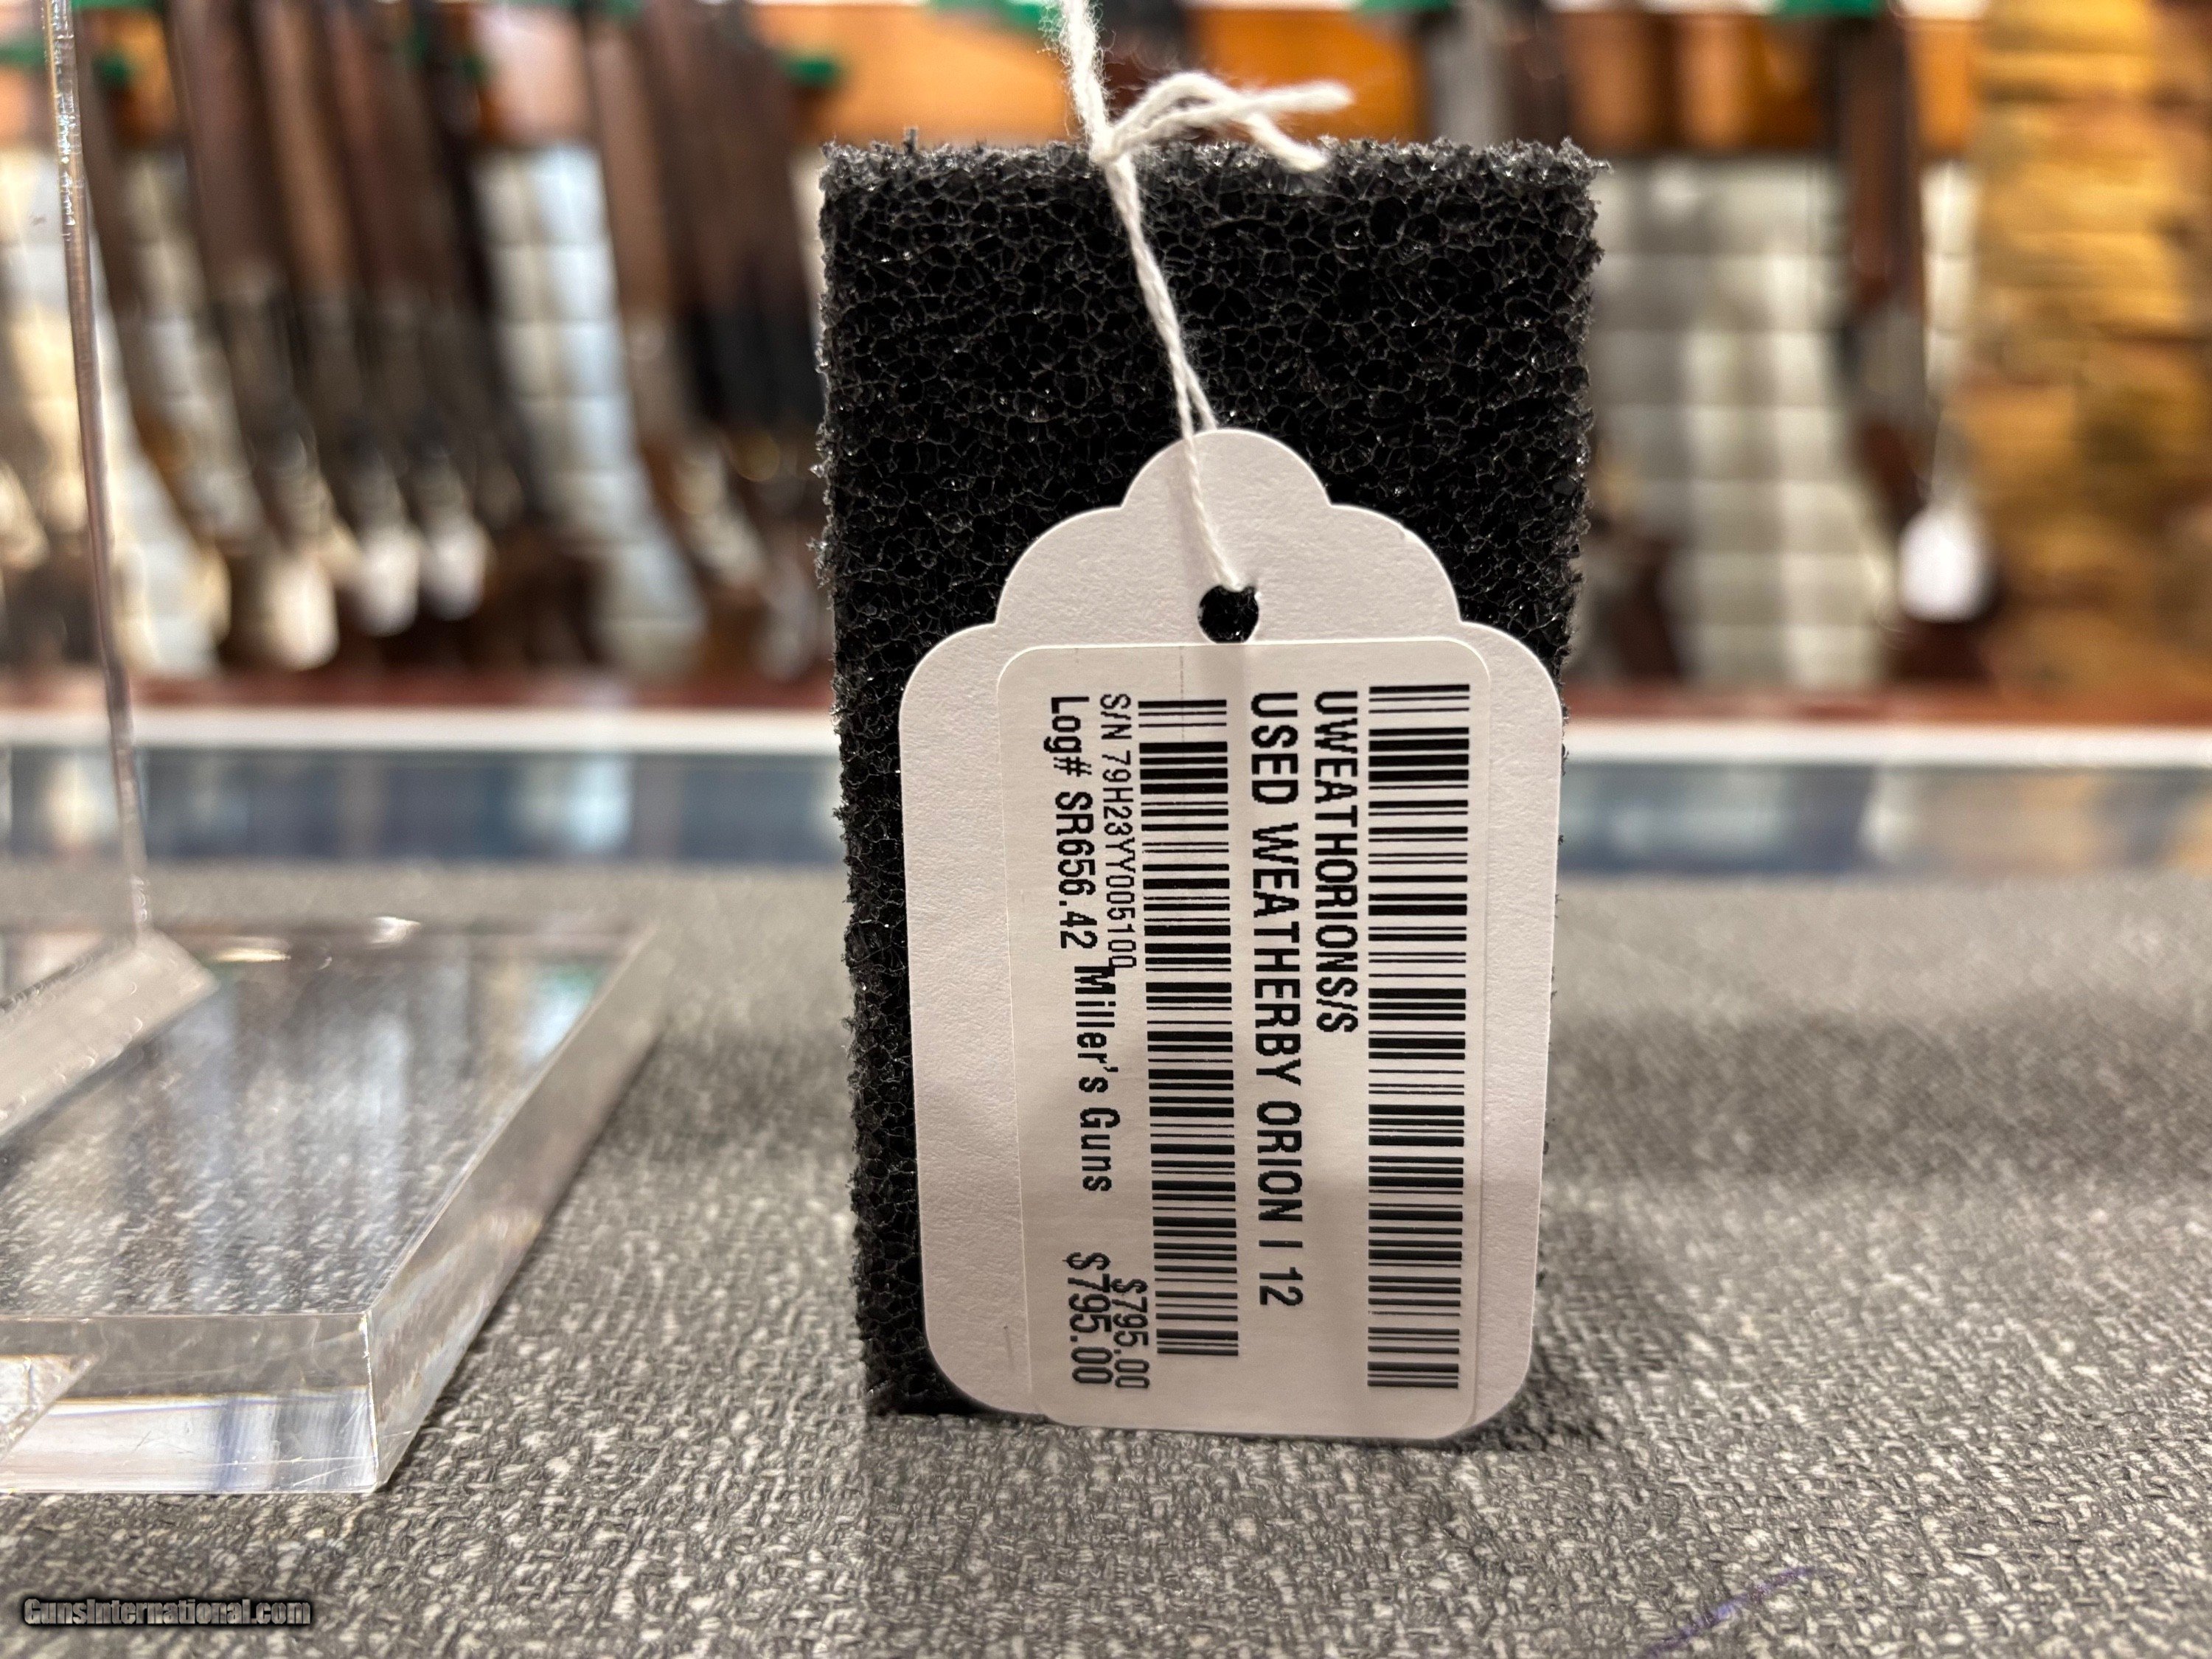 UWEATHORIONS/S
USED WEATHERBY ORION I 12
S/N 79H23YY005100
$795.00
Log# SR656.42 Miller's Guns $795.00
GunsInternational.com